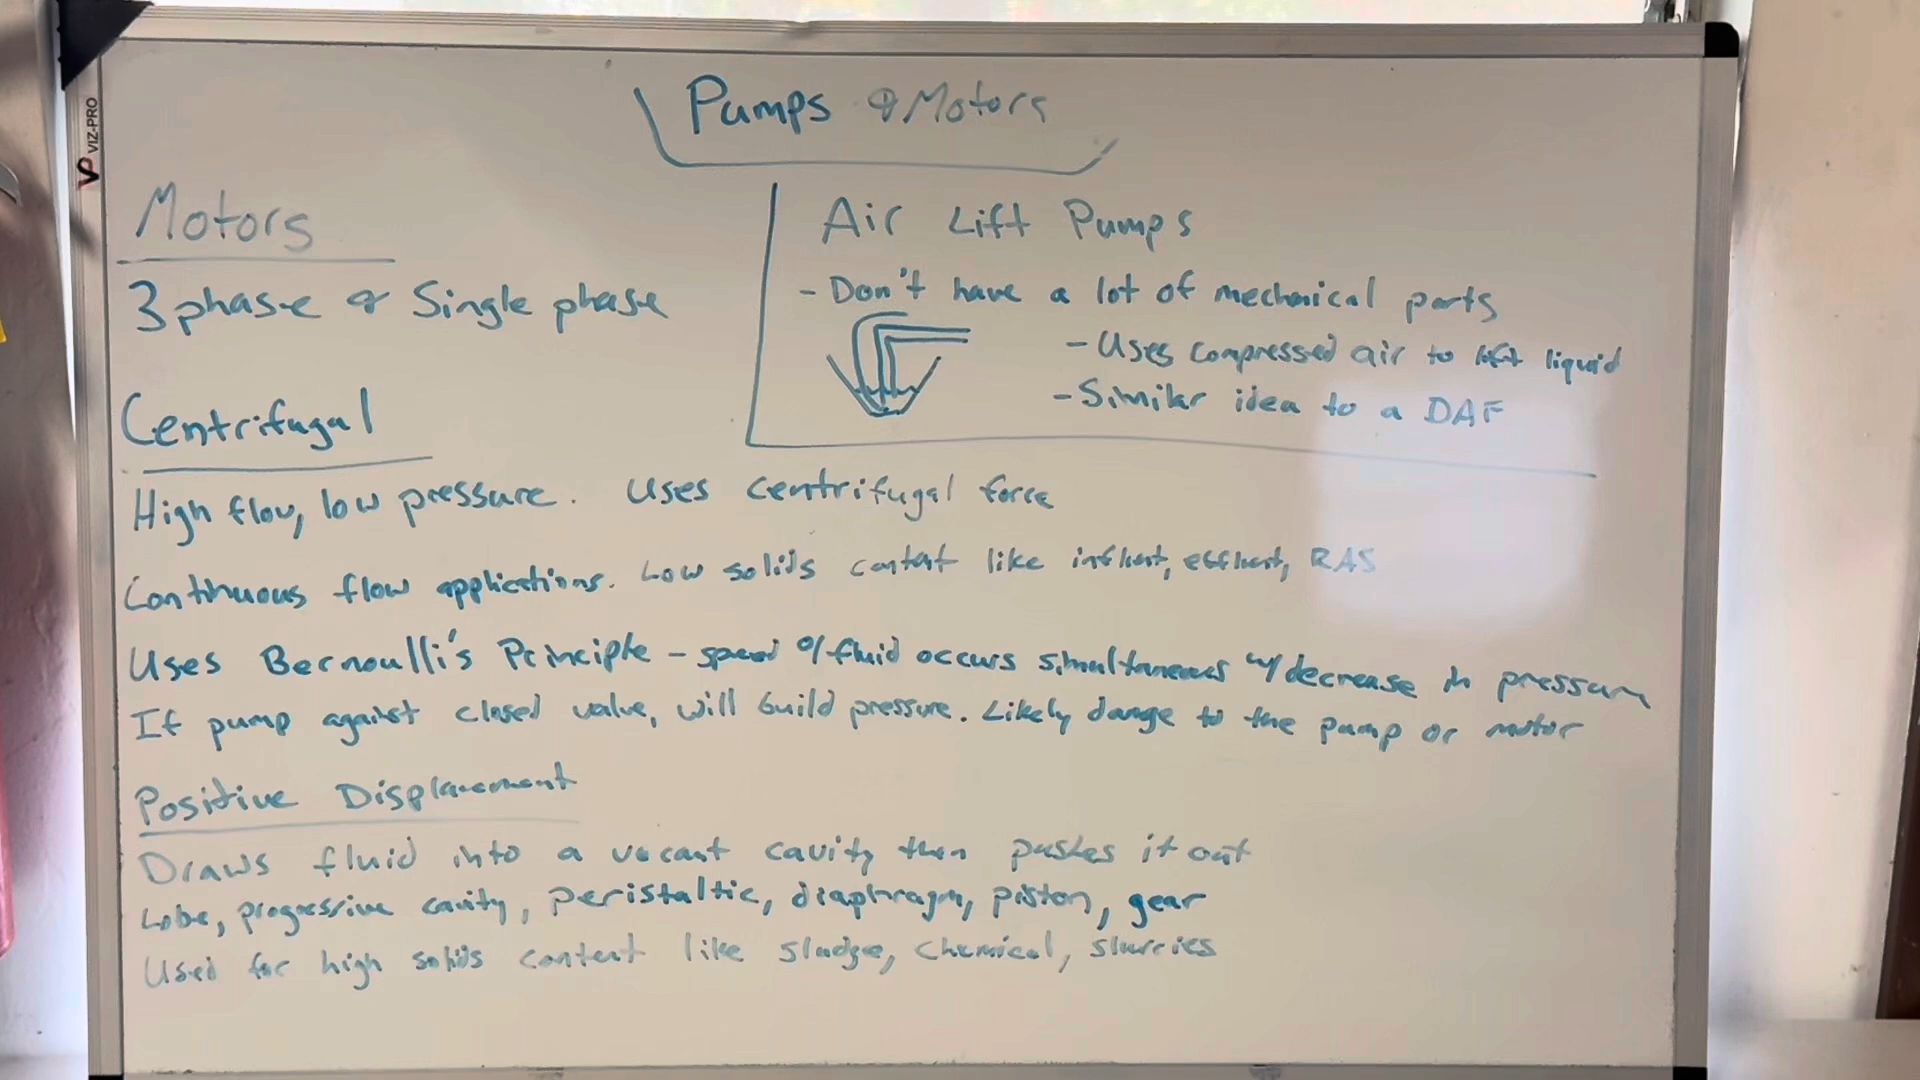 VIZ-PRO
Pumps & Motors
Motors
3 phase & Single phase
Air Lift Pumps
- Don't have a lot of mechanical parts
- Uses compressed air to lift liquid
- Similar idea to a DAF
Centrifugal
High flow, low pressure. Uses centrifugal force
Continuous flow applications. Low solids content like influent, effluent, RAS
Uses Bernoulli's Principle - speed of fluid occurs simultaneous w/ decrease in pressure
If pump against closed valve, will build pressure. Likely damge to the pump or motor
Positive Displacement
Draws fluid into a vacant cavity then pushes it out
Lobe, progressive cavity, peristaltic, diaphragm, piston, gear
Used for high solids content like sludge, chemical, slurries